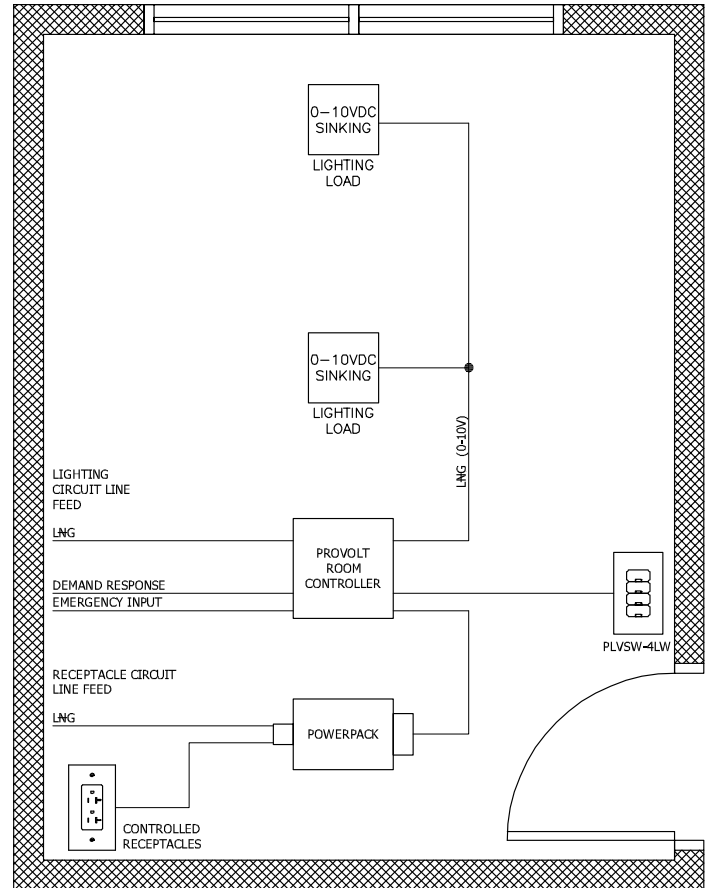 0-10VDC
SINKING
LIGHTING
LOAD
0-10VDC
SINKING
LIGHTING
LOAD
LNG (0-10V)
LIGHTING
CIRCUIT LINE
FEED
LNG
PROVOLT
ROOM
CONTROLLER
DEMAND RESPONSE
EMERGENCY INPUT
PLVSW-4LW
RECEPTACLE CIRCUIT
LINE FEED
LNG
POWERPACK
CONTROLLED
RECEPTACLES